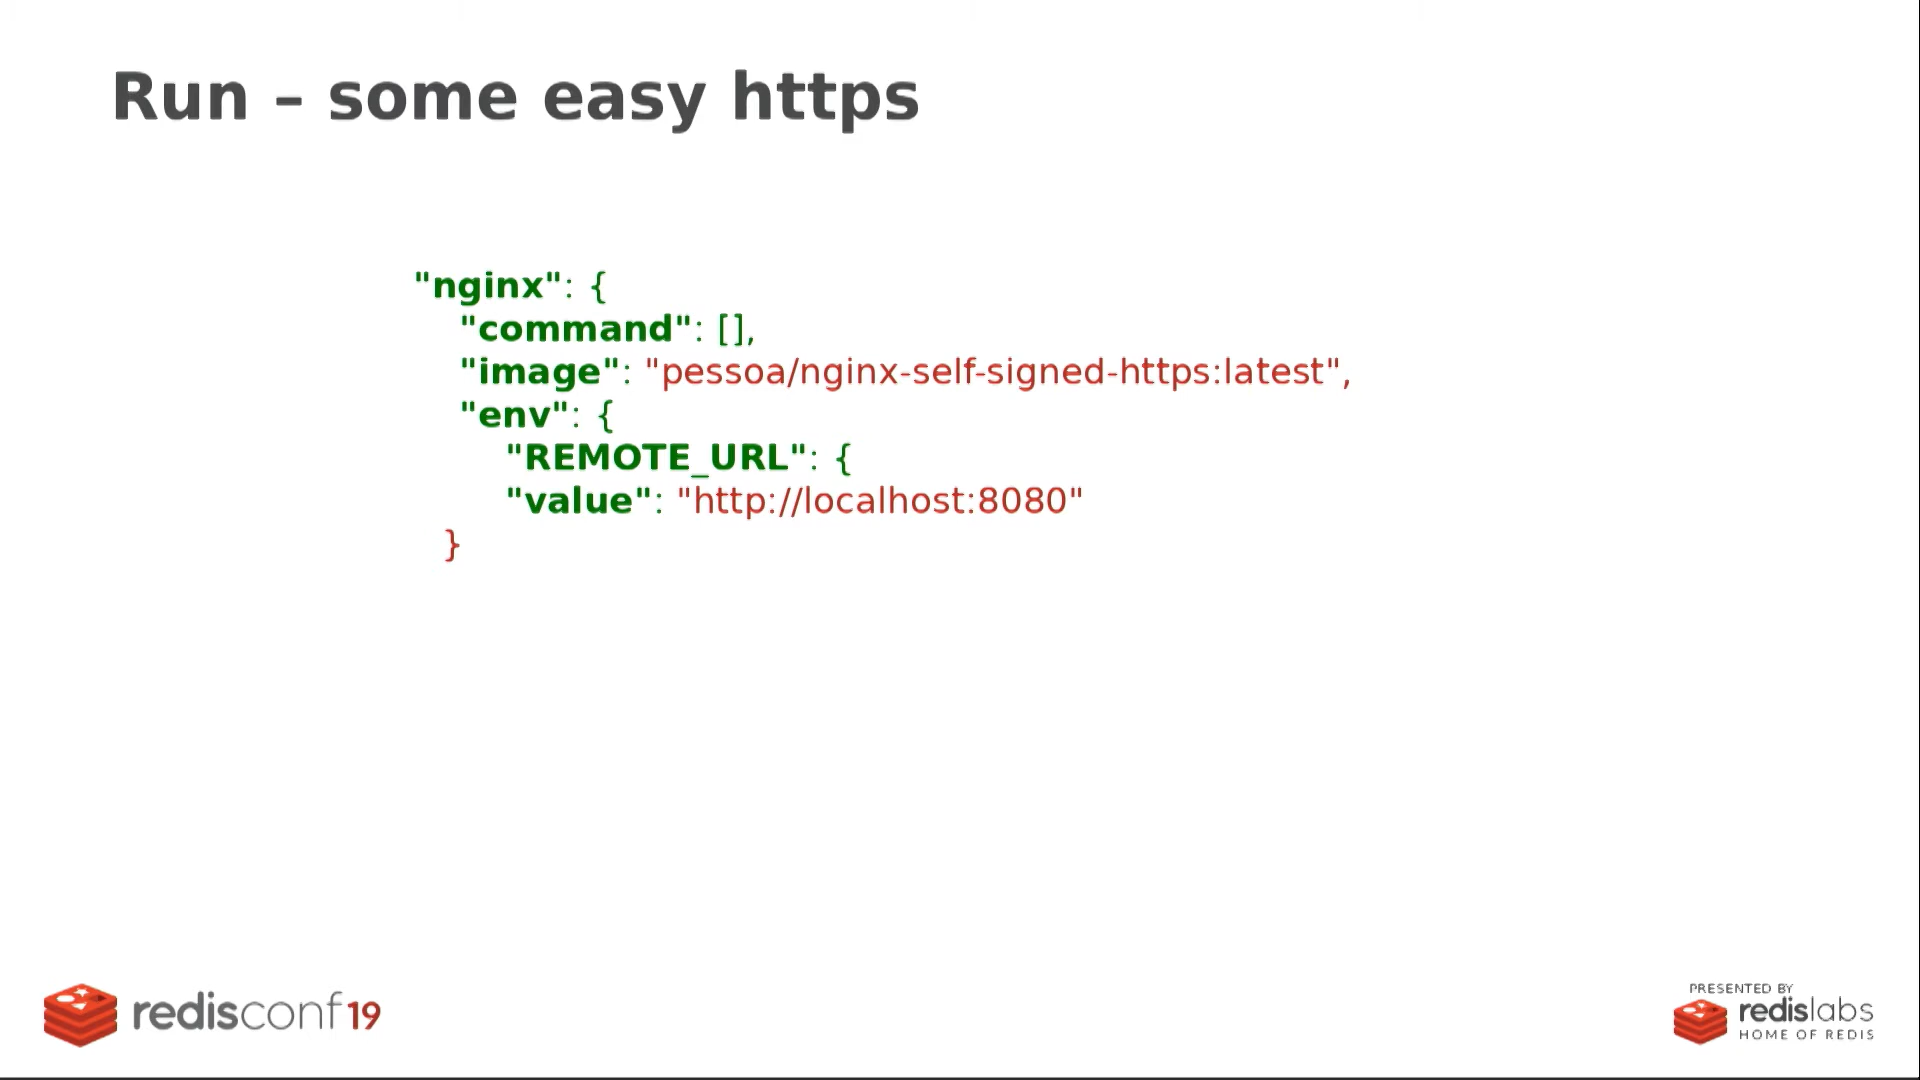 Run – some easy https
"nginx": {
"command": [],
"image": "pessoa/nginx-self-signed-https:latest",
"env": {
"REMOTE_URL": {
"value": "http://localhost:8080"
}
redisconf19
PRESENTED BY
redislabs
HOME OF REDIS